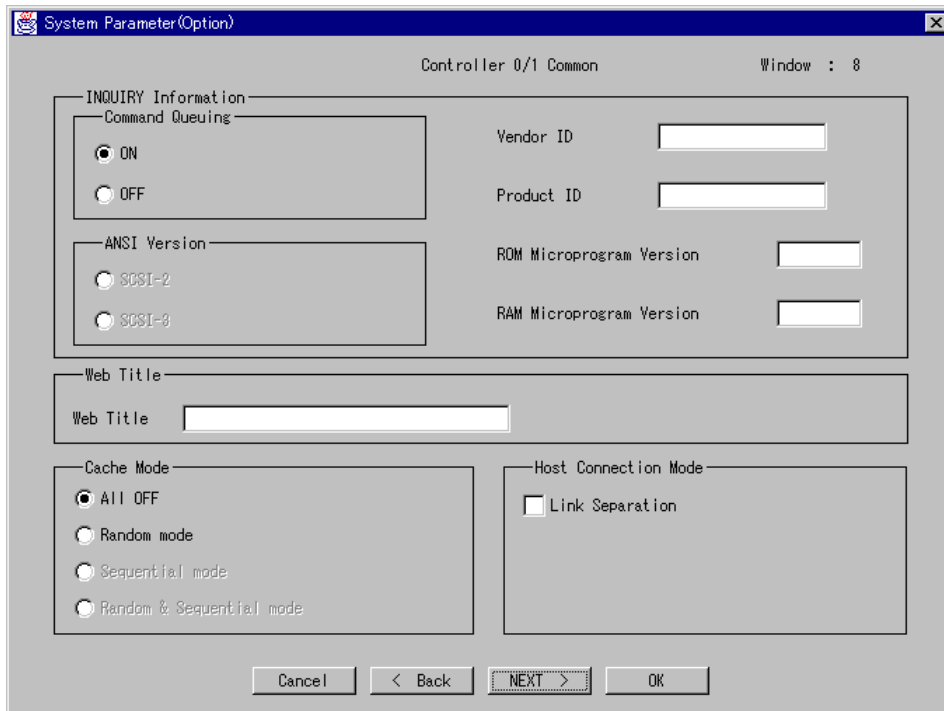 System Parameter(Option)
Controller 0/1 Common Window : 8
INQUIRY Information
Command Queuing
ON
OFF
Vendor ID
Product ID
ANSI Version
SCSI-2
SCSI-3
ROM Microprogram Version
RAM Microprogram Version
Web Title
Web Title
Cache Mode
All OFF
Random mode
Sequential mode
Random & Sequential mode
Host Connection Mode
Link Separation
Cancel < Back NEXT > OK